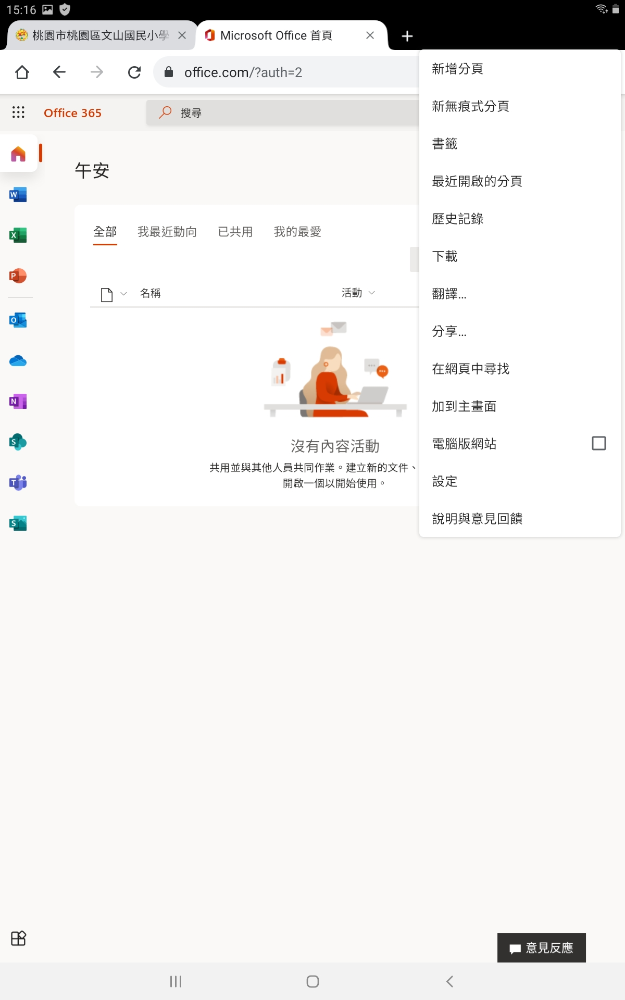 15:16
桃園市桃園區文山國民小學
Microsoft Office 首頁
office.com/?auth=2
Office 365
搜尋
午安
全部 我最近動向 已共用 我的最愛
名稱 活動
沒有內容活動
共用並與其他人員共同作業。建立新的文件、
開啟一個以開始使用。
新增分頁
新無痕式分頁
書籤
最近開啟的分頁
歷史記錄
下載
翻譯...
分享...
在網頁中尋找
加到主畫面
電腦版網站
設定
說明與意見回饋
W
X
P
O
N
S
T
S
意見反應